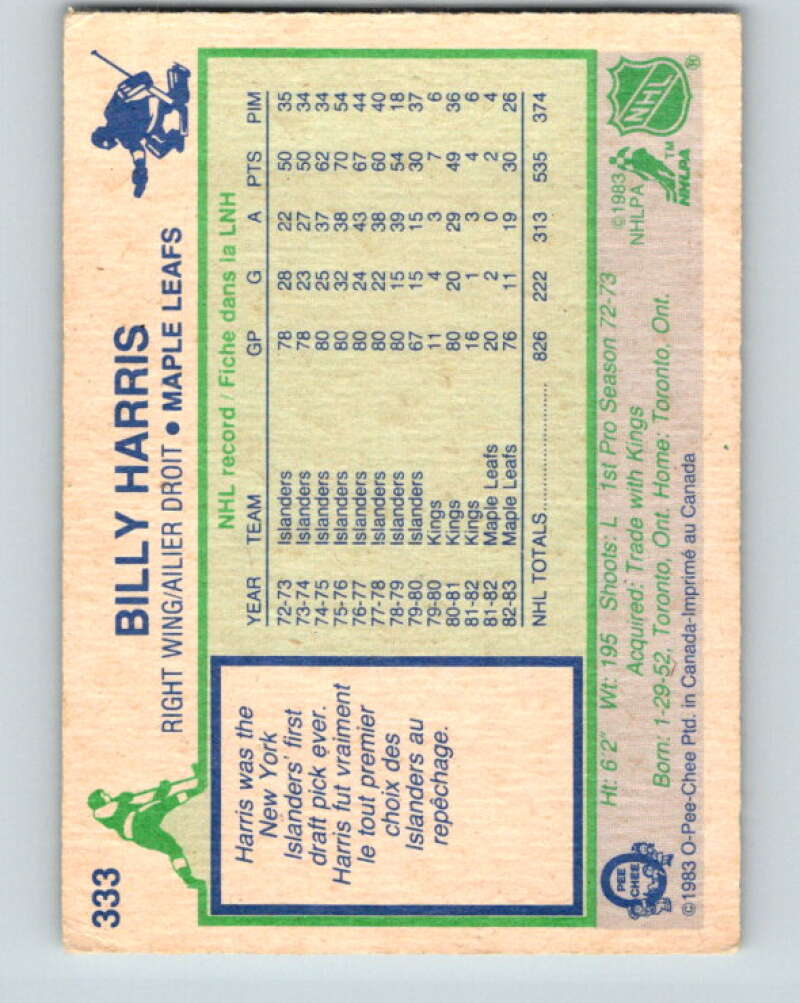 333
BILLY HARRIS
RIGHT WING/AILIER DROIT • MAPLE LEAFS
Harris was the
New York
Islanders' first
draft pick ever.
Harris fut vraiment
le tout premier
choix des
Islanders au
repêchage.
NHL record / Fiche dans la LNH
YEAR TEAM GP G A PTS PIM
72-73 Islanders 78 28 22 50 35
73-74 Islanders 78 23 27 50 34
74-75 Islanders 80 25 37 62 34
75-76 Islanders 80 32 38 70 54
76-77 Islanders 80 24 43 67 44
77-78 Islanders 80 22 38 60 40
78-79 Islanders 80 15 39 54 18
79-80 Islanders 67 15 15 30 37
79-80 Kings 11 4 3 7 6
80-81 Kings 80 20 29 49 36
81-82 Kings 16 1 3 4 6
81-82 Maple Leafs 20 2 0 2 4
82-83 Maple Leafs 76 11 19 30 26
NHL TOTALS.................. 826 222 313 535 374
Ht: 6'2" Wt: 195 Shoots: L 1st Pro Season 72-73
Acquired: Trade with Kings
Born: 1-29-52, Toronto, Ont. Home: Toronto, Ont.
©1983 O-Pee-Chee Ptd. in Canada-Imprimé au Canada
O
PEE
CHEE
©1983
NHLPA
NHLPA
TM
NHL
®